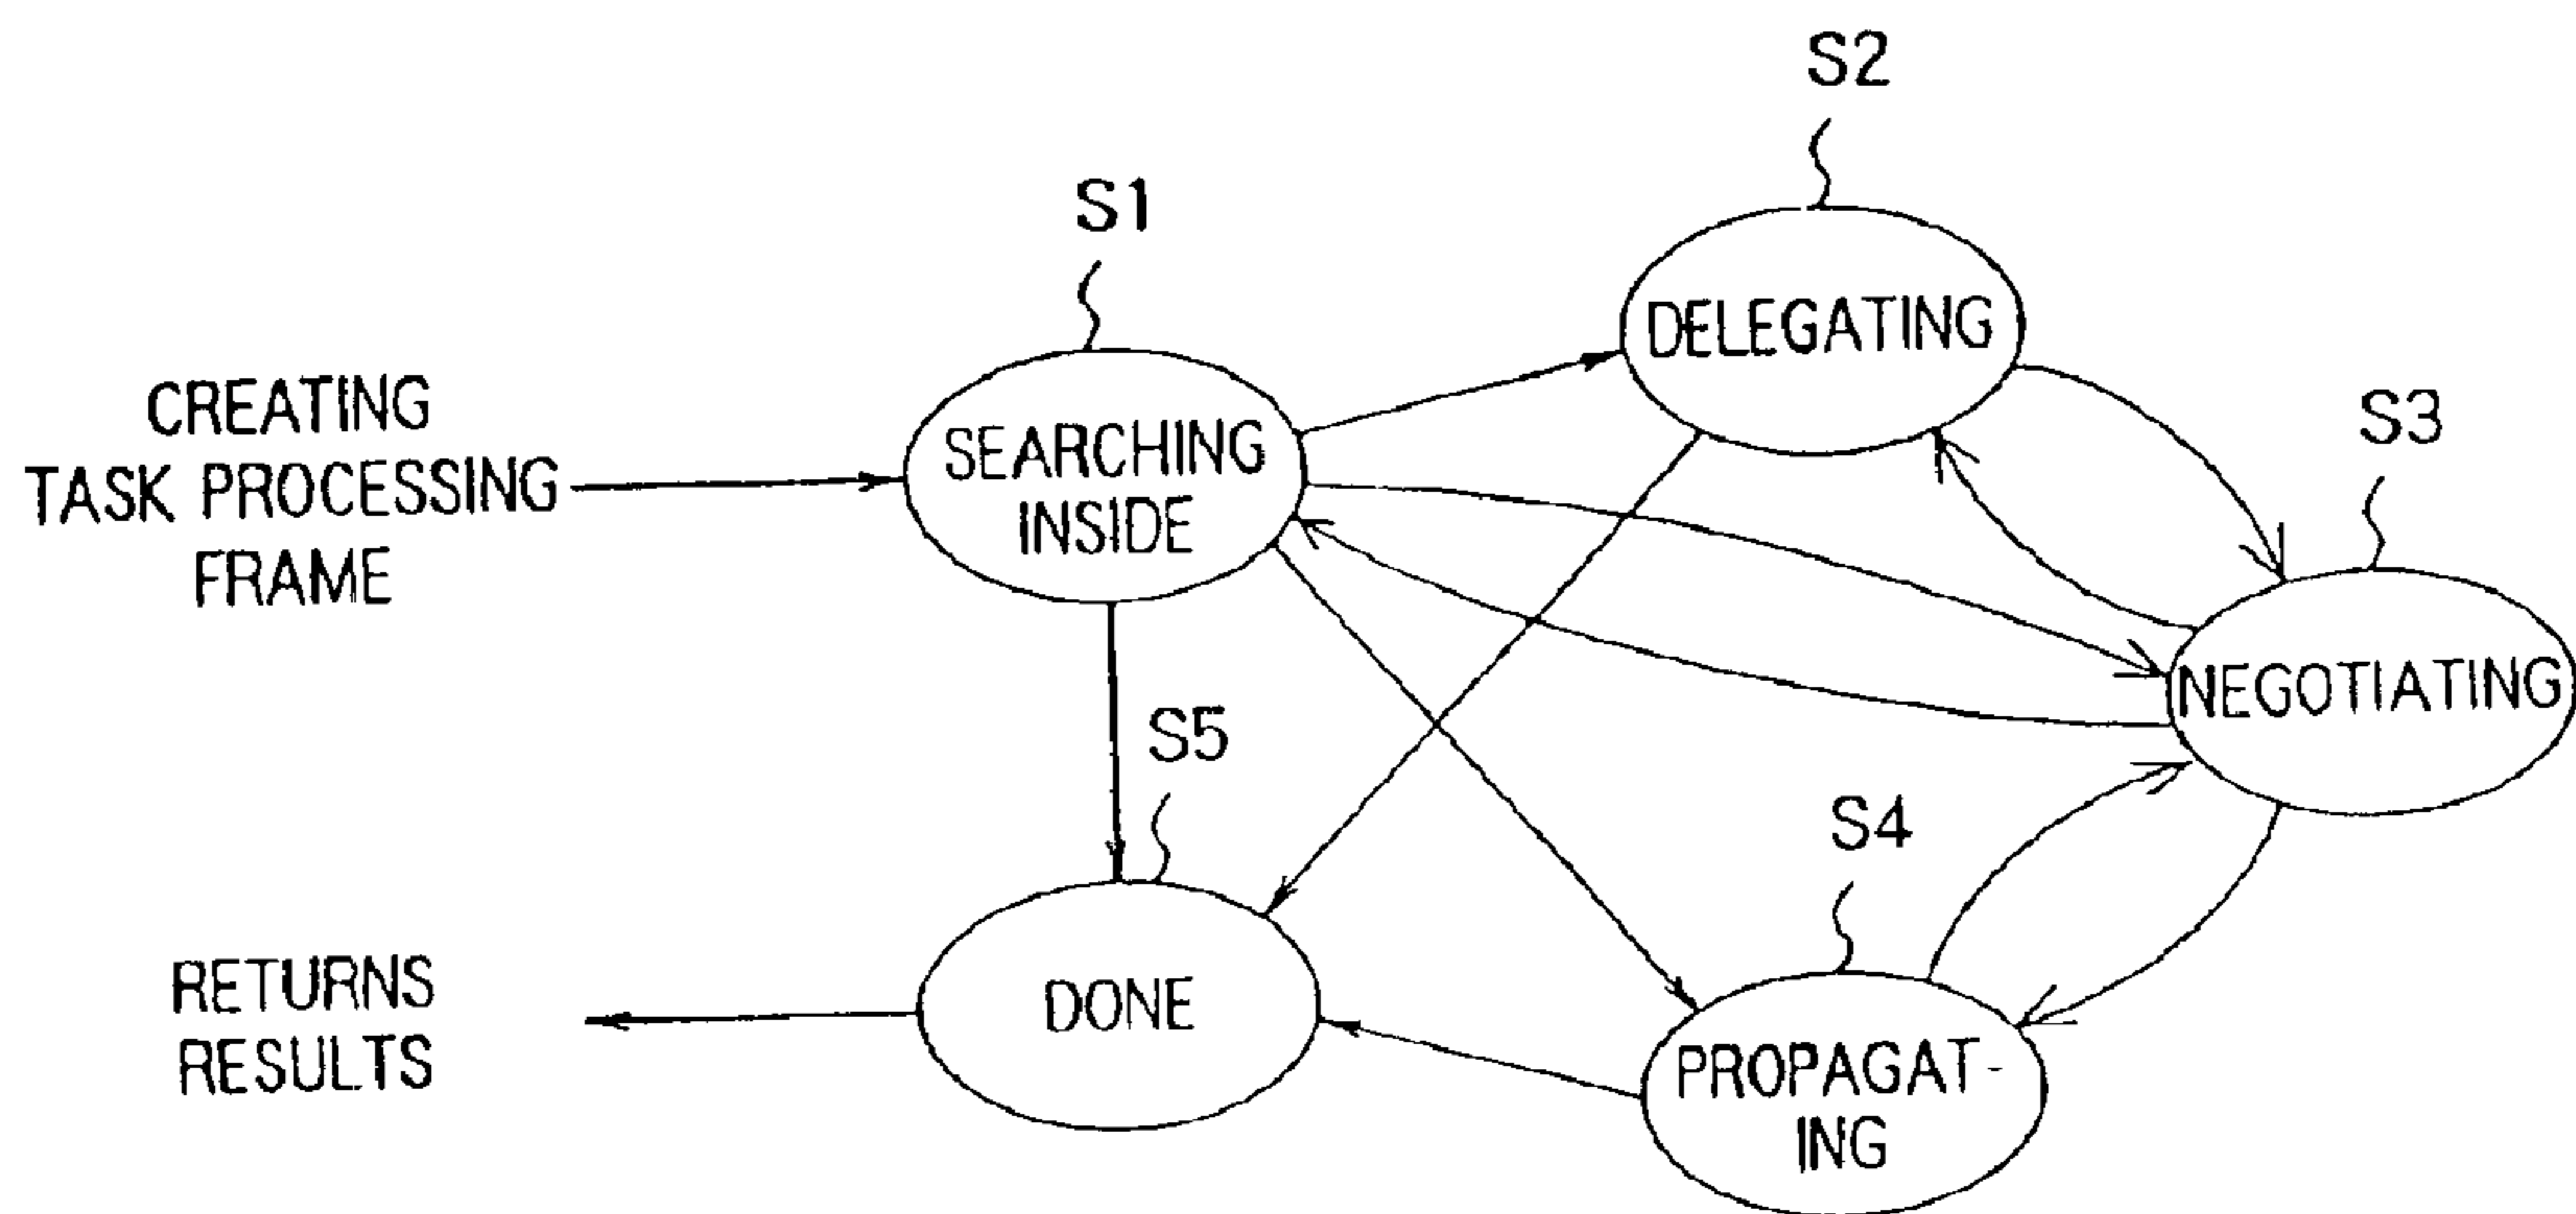 S2
S1
DELEGATING
S3
CREATING
TASK PROCESSING
FRAME
SEARCHING
INSIDE
NEGOTIATING
S5
S4
RETURNS
RESULTS
DONE
PROPAGAT-
ING